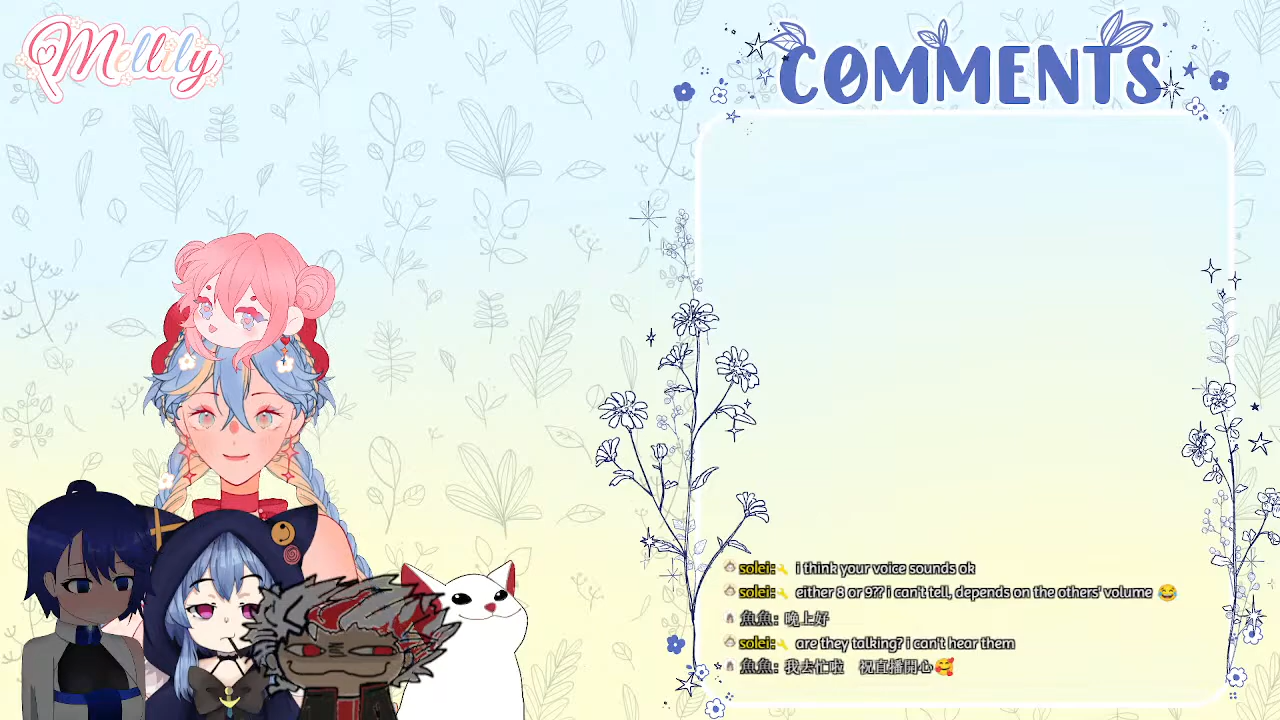 Mellily
COMMENTS
solei: i think your voice sounds ok
solei: either 8 or 9?? i can't tell, depends on the others' volume 😂
魚魚: 晚上好
solei: are they talking? i can't hear them
魚魚: 我去忙啦 祝直播開心🥰